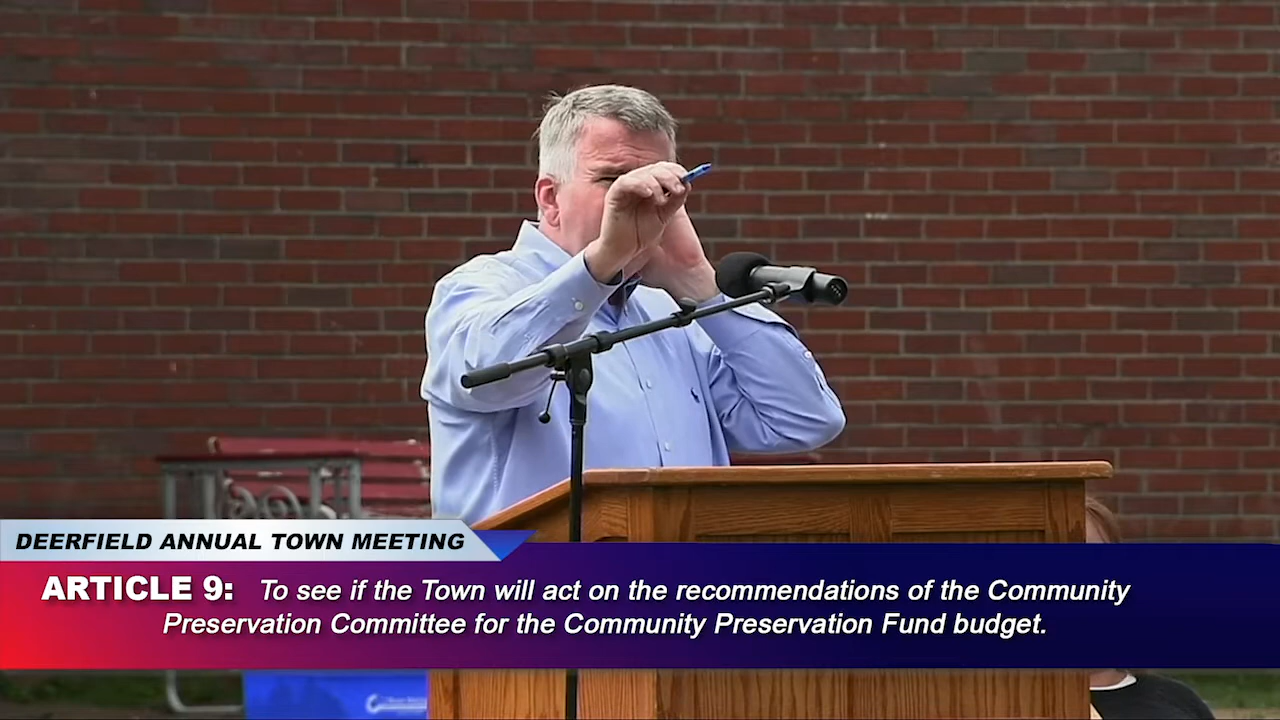 DEERFIELD ANNUAL TOWN MEETING
ARTICLE 9: To see if the Town will act on the recommendations of the Community
Preservation Committee for the Community Preservation Fund budget.